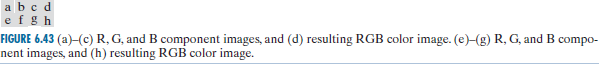 a b c d
e f g h
FIGURE 6.43 (a)–(c) R, G, and B component images, and (d) resulting RGB color image. (e)–(g) R, G, and B compo-
nent images, and (h) resulting RGB color image.